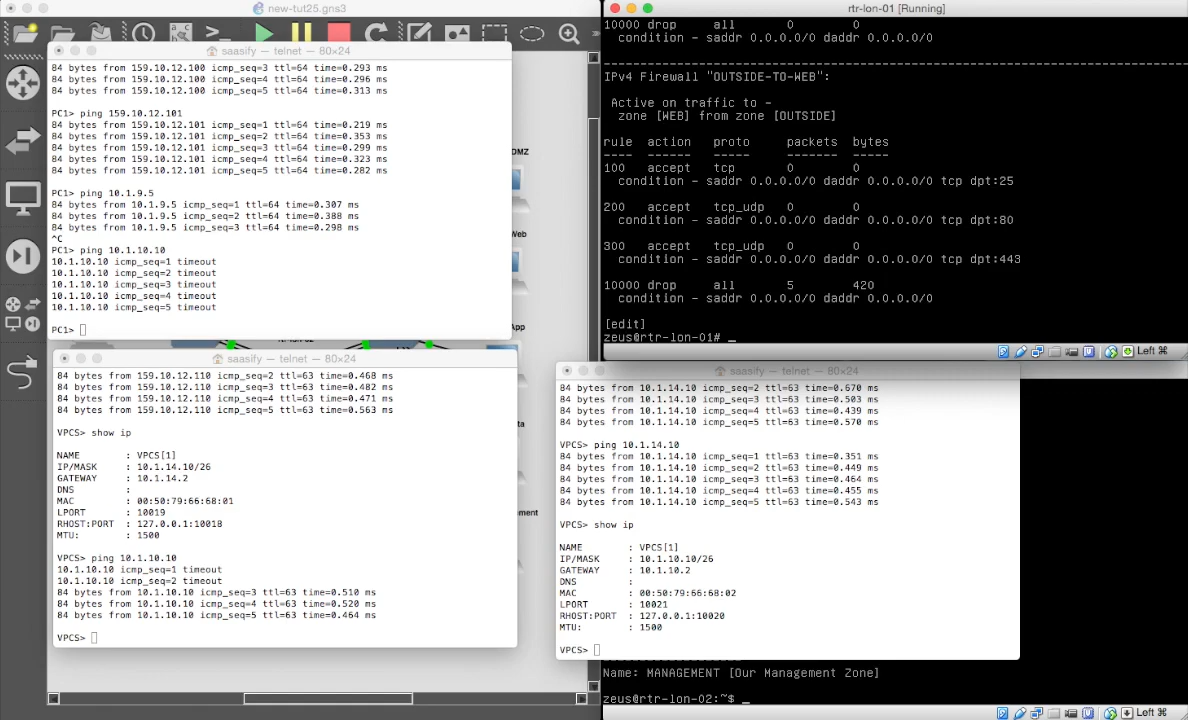 new-tut25.gns3
saasify — telnet — 80×24
84 bytes from 159.10.12.100 icmp_seq=3 ttl=64 time=0.293 ms
84 bytes from 159.10.12.100 icmp_seq=4 ttl=64 time=0.296 ms
84 bytes from 159.10.12.100 icmp_seq=5 ttl=64 time=0.313 ms
PC1> ping 159.10.12.101
84 bytes from 159.10.12.101 icmp_seq=1 ttl=64 time=0.219 ms
84 bytes from 159.10.12.101 icmp_seq=2 ttl=64 time=0.353 ms
84 bytes from 159.10.12.101 icmp_seq=3 ttl=64 time=0.299 ms
84 bytes from 159.10.12.101 icmp_seq=4 ttl=64 time=0.323 ms
84 bytes from 159.10.12.101 icmp_seq=5 ttl=64 time=0.282 ms
PC1> ping 10.1.9.5
84 bytes from 10.1.9.5 icmp_seq=1 ttl=64 time=0.307 ms
84 bytes from 10.1.9.5 icmp_seq=2 ttl=64 time=0.388 ms
84 bytes from 10.1.9.5 icmp_seq=3 ttl=64 time=0.298 ms
^C
PC1> ping 10.1.10.10
10.1.10.10 icmp_seq=1 timeout
10.1.10.10 icmp_seq=2 timeout
10.1.10.10 icmp_seq=3 timeout
10.1.10.10 icmp_seq=4 timeout
10.1.10.10 icmp_seq=5 timeout
PC1>
DMZ
Web
App
rtr-lon-01 [Running]
10000 drop all 0 0
condition - saddr 0.0.0.0/0 daddr 0.0.0.0/0
--------------------------------------------------------------------------------
IPv4 Firewall "OUTSIDE-TO-WEB":
Active on traffic to -
zone [WEB] from zone [OUTSIDE]
rule action proto packets bytes
---- ------ ----- ------- -----
100 accept tcp 0 0
condition - saddr 0.0.0.0/0 daddr 0.0.0.0/0 tcp dpt:25
200 accept tcp_udp 0 0
condition - saddr 0.0.0.0/0 daddr 0.0.0.0/0 tcp dpt:80
300 accept tcp_udp 0 0
condition - saddr 0.0.0.0/0 daddr 0.0.0.0/0 tcp dpt:443
10000 drop all 5 420
condition - saddr 0.0.0.0/0 daddr 0.0.0.0/0
[edit]
zeus@rtr-lon-01# _
Left ⌘
saasify — telnet — 80×24
84 bytes from 159.10.12.110 icmp_seq=2 ttl=63 time=0.468 ms
84 bytes from 159.10.12.110 icmp_seq=3 ttl=63 time=0.482 ms
84 bytes from 159.10.12.110 icmp_seq=4 ttl=63 time=0.471 ms
84 bytes from 159.10.12.110 icmp_seq=5 ttl=63 time=0.563 ms
VPCS> show ip
NAME : VPCS[1]
IP/MASK : 10.1.14.10/26
GATEWAY : 10.1.14.2
DNS :
MAC : 00:50:79:66:68:01
LPORT : 10019
RHOST:PORT : 127.0.0.1:10018
MTU: : 1500
VPCS> ping 10.1.10.10
10.1.10.10 icmp_seq=1 timeout
10.1.10.10 icmp_seq=2 timeout
84 bytes from 10.1.10.10 icmp_seq=3 ttl=63 time=0.510 ms
84 bytes from 10.1.10.10 icmp_seq=4 ttl=63 time=0.520 ms
84 bytes from 10.1.10.10 icmp_seq=5 ttl=63 time=0.464 ms
VPCS>
saasify — telnet — 80×24
84 bytes from 10.1.14.10 icmp_seq=2 ttl=63 time=0.670 ms
84 bytes from 10.1.14.10 icmp_seq=3 ttl=63 time=0.503 ms
84 bytes from 10.1.14.10 icmp_seq=4 ttl=63 time=0.439 ms
84 bytes from 10.1.14.10 icmp_seq=5 ttl=63 time=0.570 ms
VPCS> ping 10.1.14.10
84 bytes from 10.1.14.10 icmp_seq=1 ttl=63 time=0.351 ms
84 bytes from 10.1.14.10 icmp_seq=2 ttl=63 time=0.449 ms
84 bytes from 10.1.14.10 icmp_seq=3 ttl=63 time=0.464 ms
84 bytes from 10.1.14.10 icmp_seq=4 ttl=63 time=0.455 ms
84 bytes from 10.1.14.10 icmp_seq=5 ttl=63 time=0.543 ms
VPCS> show ip
NAME : VPCS[1]
IP/MASK : 10.1.10.10/26
GATEWAY : 10.1.10.2
DNS :
MAC : 00:50:79:66:68:02
LPORT : 10021
RHOST:PORT : 127.0.0.1:10020
MTU: : 1500
VPCS>
Name: MANAGEMENT [Our Management Zone]
zeus@rtr-lon-02:~$ _
Left ⌘